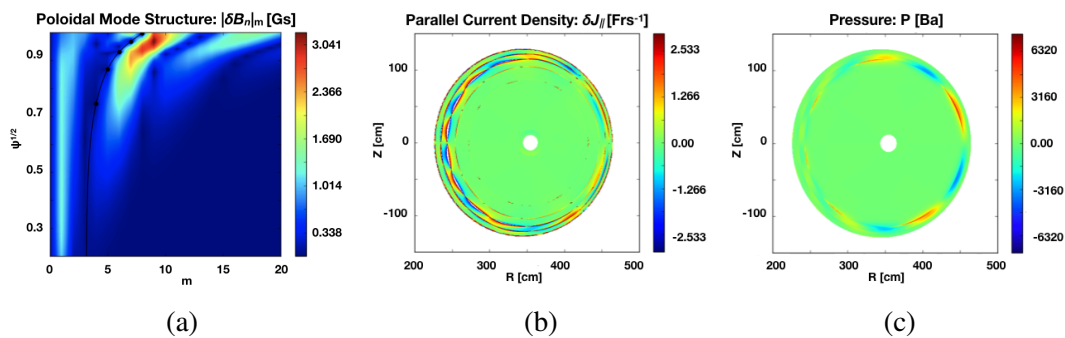 Poloidal Mode Structure: |δBn|m [Gs]
3.041
2.366
1.690
1.014
0.338
0.9
0.7
0.5
0.3
ψ1/2
0 5 10 15 20
m
(a)
Parallel Current Density: δJ// [Frs-1]
2.533
1.266
0.00
-1.266
-2.533
100
0
-100
Z [cm]
200 300 400 500
R [cm]
(b)
Pressure: P [Ba]
6320
3160
0.00
-3160
-6320
100
0
-100
Z [cm]
200 300 400 500
R [cm]
(c)